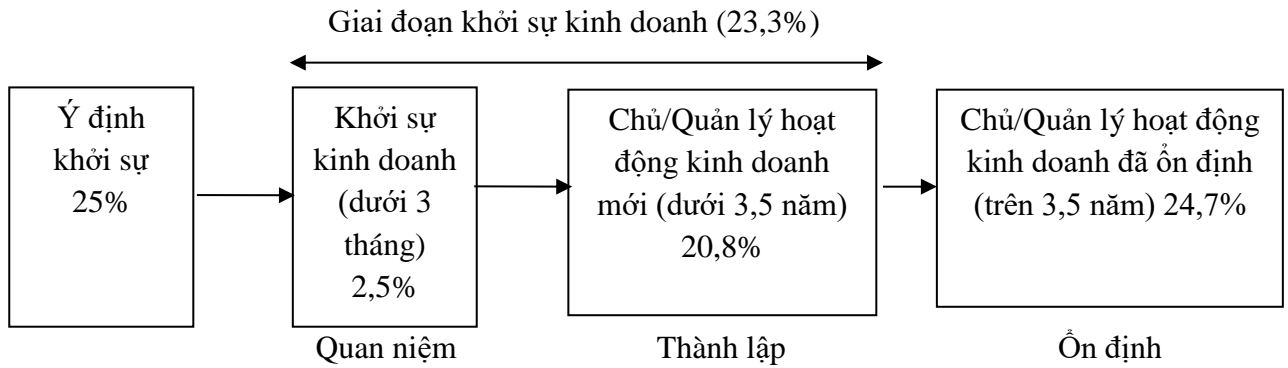 Giai đoạn khởi sự kinh doanh (23,3%)
Ý định
khởi sự
25%
Khởi sự
kinh doanh
(dưới 3
tháng)
2,5%
Chủ/Quản lý hoạt
động kinh doanh
mới (dưới 3,5 năm)
20,8%
Chủ/Quản lý hoạt động
kinh doanh đã ổn định
(trên 3,5 năm) 24,7%
Quan niệm
Thành lập
Ổn định